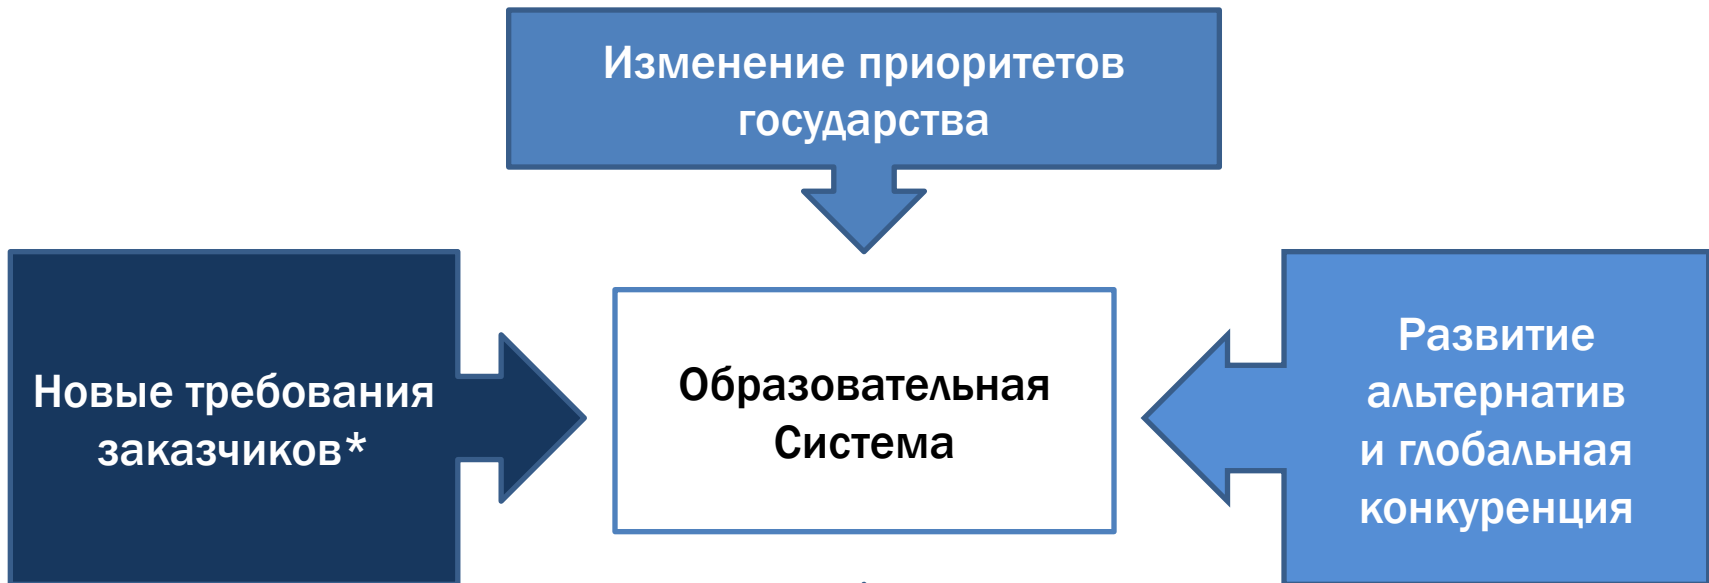 Изменение приоритетов
государства
Новые требования
заказчиков*
Образовательная
Система
Развитие
альтернатив
и глобальная
конкуренция